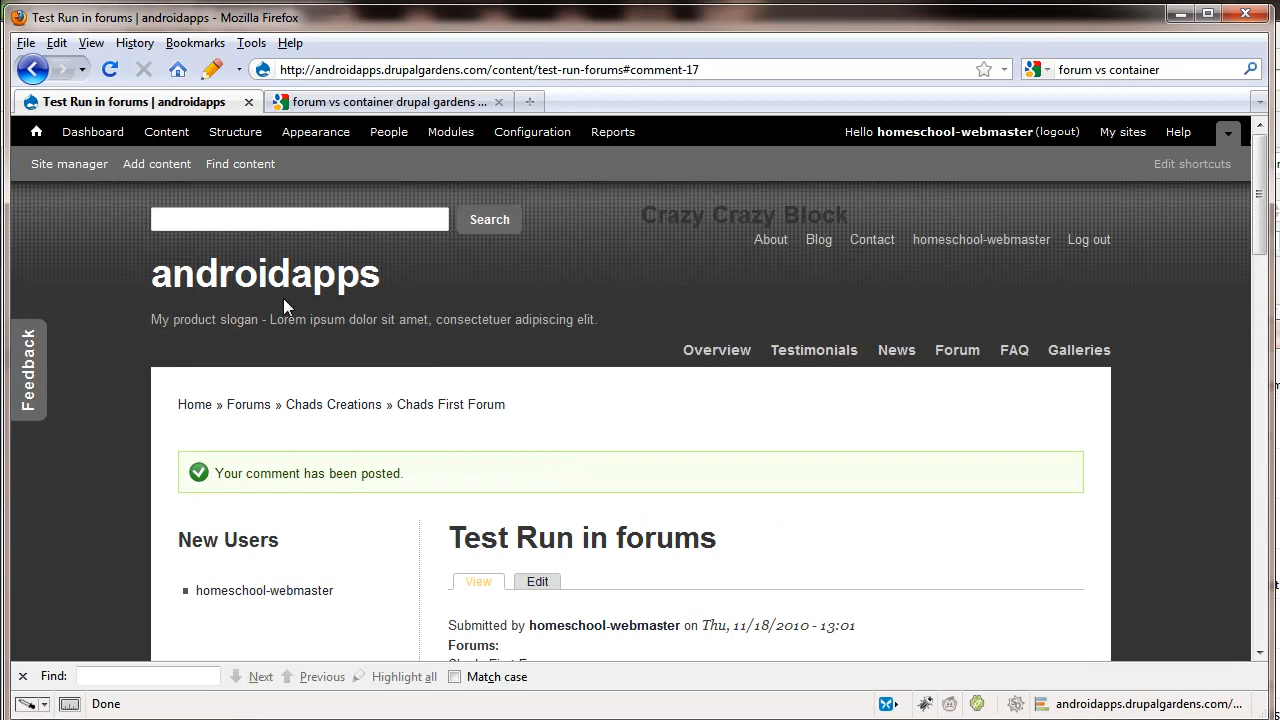 Test Run in forums | androidapps - Mozilla Firefox
File Edit View History Bookmarks Tools Help
http://androidapps.drupalgardens.com/content/test-run-forums#comment-17
forum vs container
Test Run in forums | androidapps
forum vs container drupal gardens ...
Dashboard Content Structure Appearance People Modules Configuration Reports
Hello homeschool-webmaster (logout) My sites Help
Site manager Add content Find content
Edit shortcuts
Search
Crazy Crazy Block
About Blog Contact homeschool-webmaster Log out
androidapps
My product slogan - Lorem ipsum dolor sit amet, consectetuer adipiscing elit.
Feedback
Overview Testimonials News Forum FAQ Galleries
Home » Forums » Chads Creations » Chads First Forum
Your comment has been posted.
New Users
homeschool-webmaster
Test Run in forums
View Edit
Submitted by homeschool-webmaster on Thu, 11/18/2010 - 13:01
Forums:
Find: Next Previous Highlight all Match case
Done
androidapps.drupalgardens.com/...